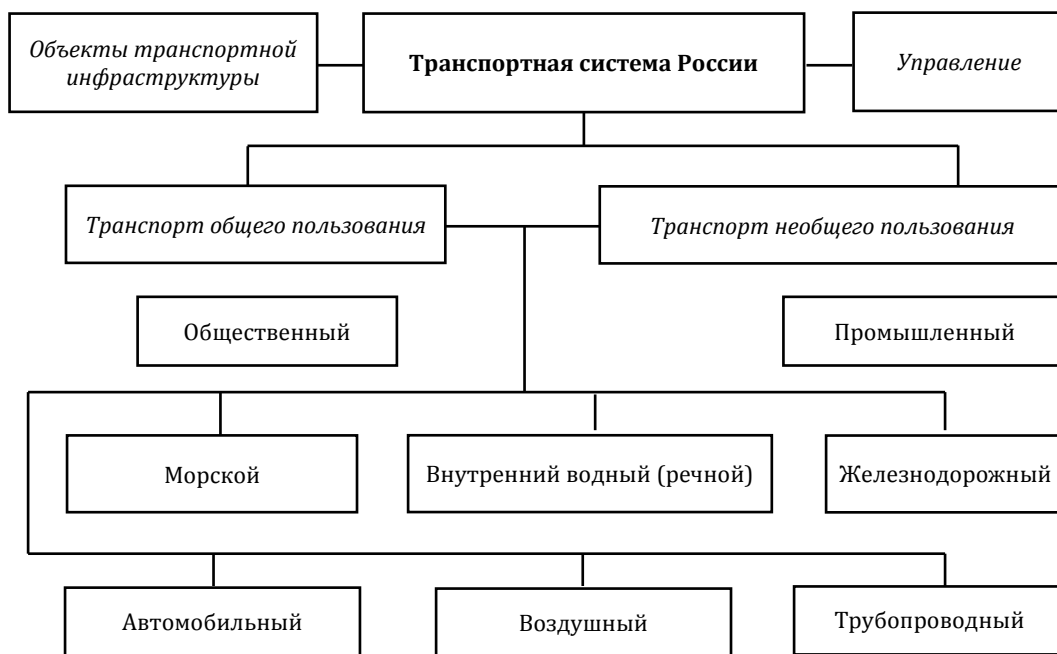 Объекты транспортной
инфраструктуры
Транспортная система России
Управление
Транспорт общего пользования
Транспорт необщего пользования
Общественный
Промышленный
Морской
Внутренний водный (речной)
Железнодорожный
Автомобильный
Воздушный
Трубопроводный